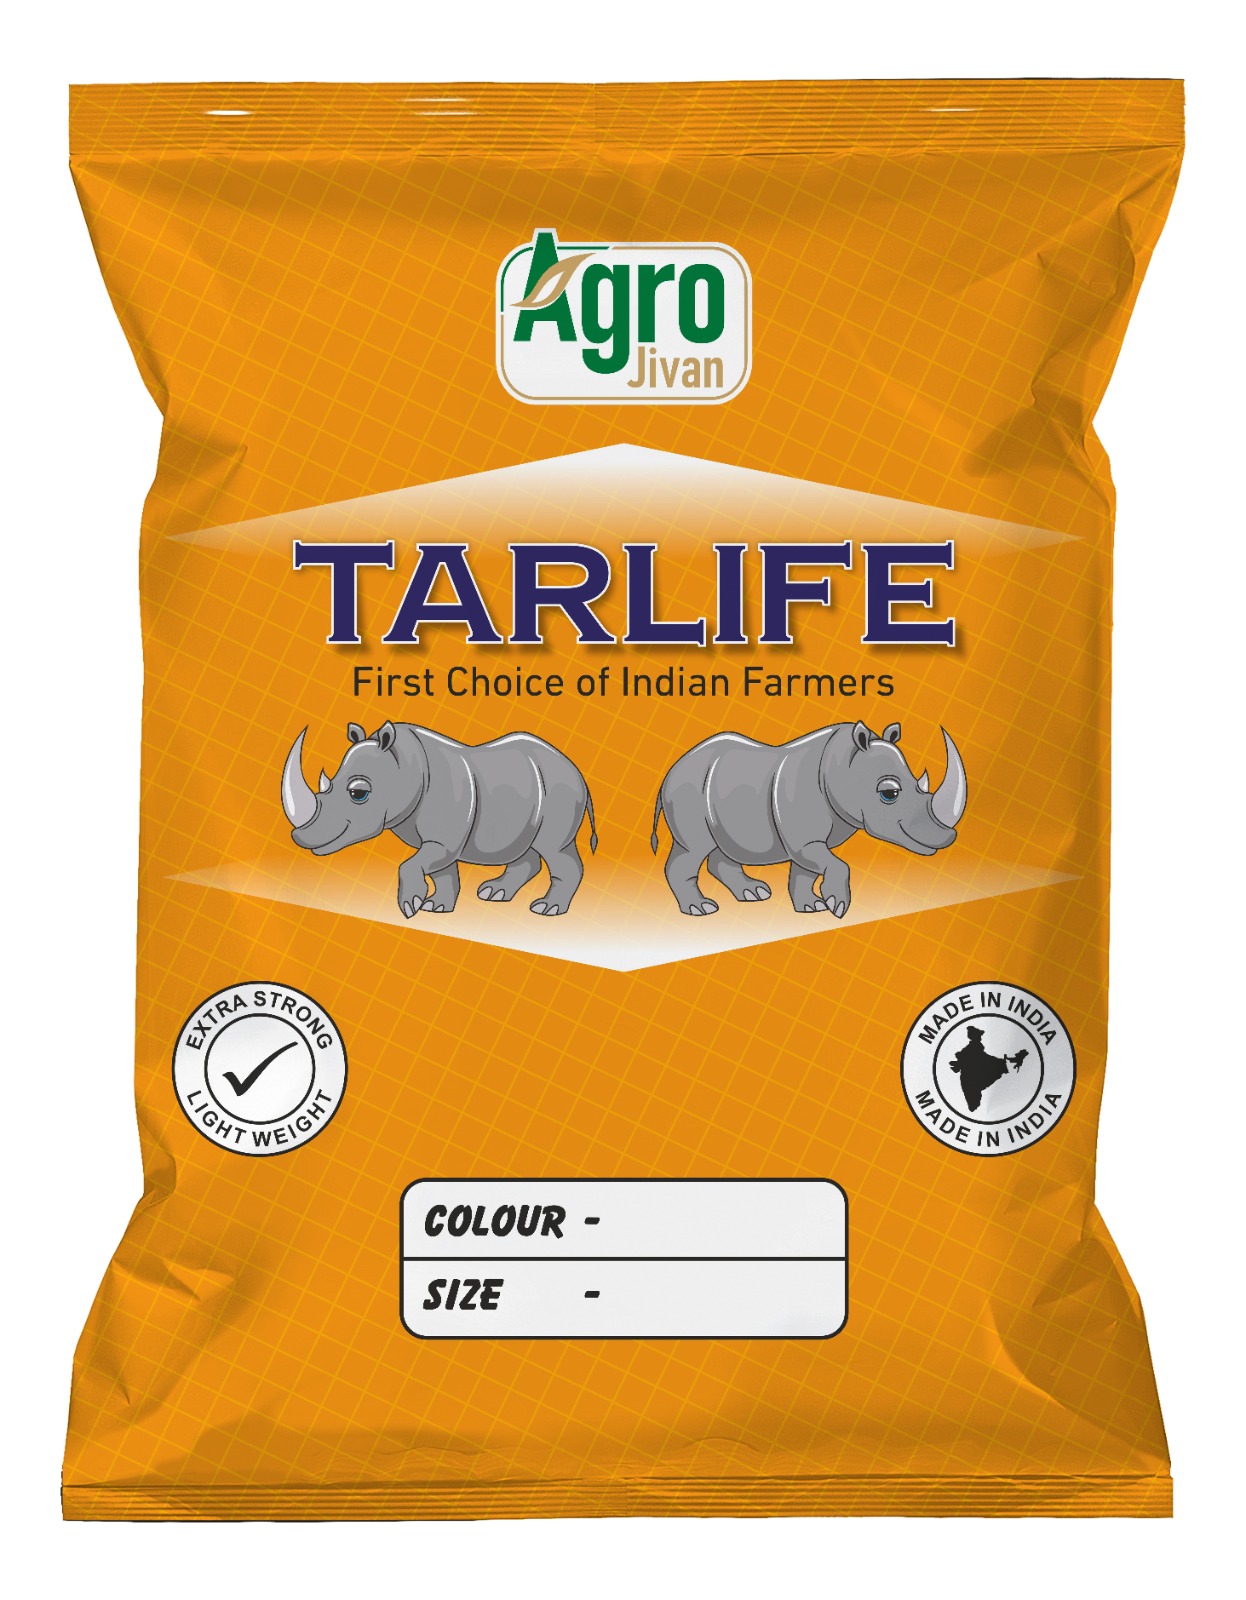 Agro
Jivan
TARLIFE
First Choice of Indian Farmers
EXTRA STRONG
LIGHT WEIGHT
MADE IN INDIA
MADE IN INDIA
COLOUR -
SIZE -